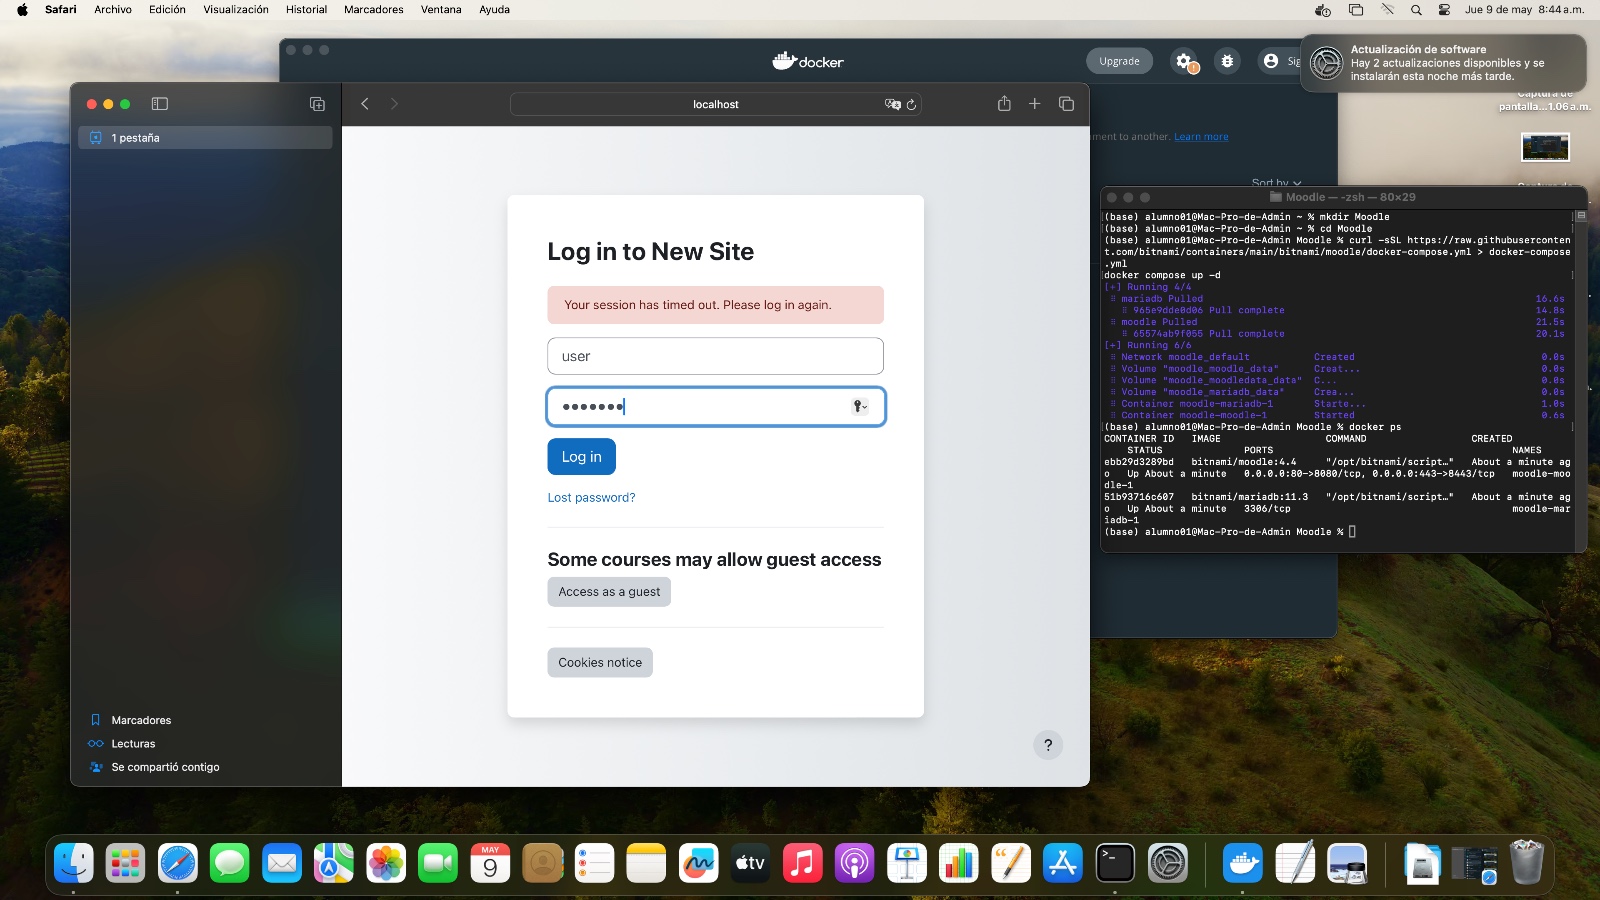 Safari Archivo Edición Visualización Historial Marcadores Ventana Ayuda
Jue 9 de may 8:44 a.m.
docker
Upgrade
Sig
Actualización de software
Hay 2 actualizaciones disponibles y se
instalarán esta noche más tarde.
pantalla...1.06 a.m.
localhost
1 pestaña
ment to another. Learn more
Sort by
Log in to New Site
Your session has timed out. Please log in again.
user
Log in
Lost password?
Some courses may allow guest access
Access as a guest
Cookies notice
?
Marcadores
Lecturas
Se compartió contigo
Moodle — -zsh — 80×29
(base) alumno01@Mac-Pro-de-Admin ~ % mkdir Moodle
(base) alumno01@Mac-Pro-de-Admin ~ % cd Moodle
(base) alumno01@Mac-Pro-de-Admin Moodle % curl -sSL https://raw.githubuserconten
t.com/bitnami/containers/main/bitnami/moodle/docker-compose.yml > docker-compose
.yml
docker compose up -d
[+] Running 4/4
mariadb Pulled 16.6s
965e9dde0d06 Pull complete 14.8s
moodle Pulled 21.5s
65574ab9f055 Pull complete 20.1s
[+] Running 6/6
Network moodle_default Created 0.0s
Volume "moodle_moodle_data" Creat... 0.0s
Volume "moodle_moodledata_data" C... 0.0s
Volume "moodle_mariadb_data" Crea... 0.0s
Container moodle-mariadb-1 Starte... 1.0s
Container moodle-moodle-1 Started 0.6s
(base) alumno01@Mac-Pro-de-Admin Moodle % docker ps
CONTAINER ID IMAGE COMMAND CREATED
STATUS PORTS NAMES
ebb29d3289bd bitnami/moodle:4.4 "/opt/bitnami/script…" About a minute ag
o Up About a minute 0.0.0.0:80->8080/tcp, 0.0.0.0:443->8443/tcp moodle-moo
dle-1
51b93716c607 bitnami/mariadb:11.3 "/opt/bitnami/script…" About a minute ag
o Up About a minute 3306/tcp moodle-mar
iadb-1
(base) alumno01@Mac-Pro-de-Admin Moodle %
MAY
9
tv